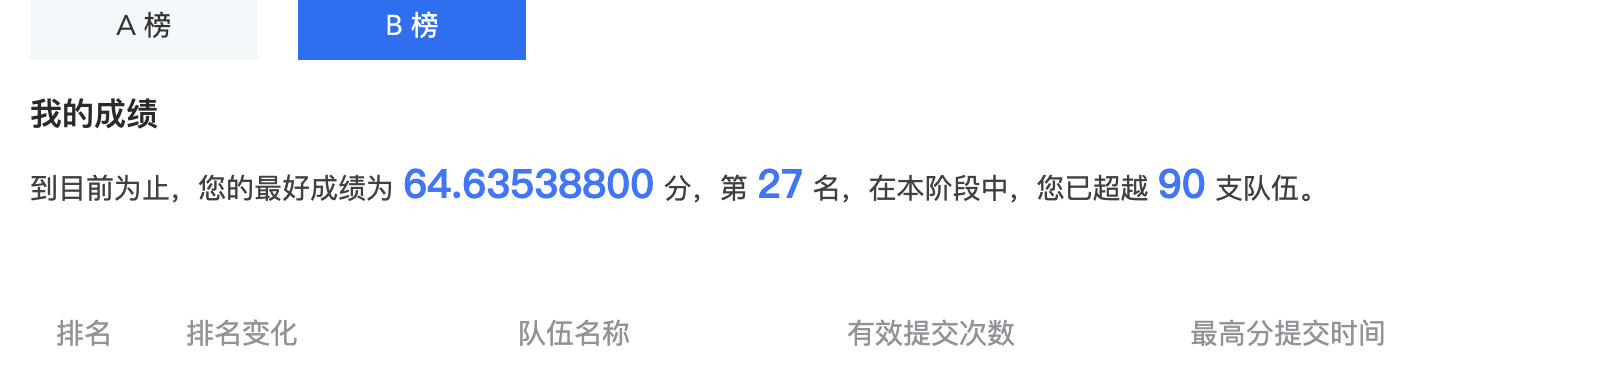 A 榜 B 榜
我的成绩
到目前为止，您的最好成绩为 64.63538800 分，第 27 名，在本阶段中，您已超越 90 支队伍。
排名 排名变化 队伍名称 有效提交次数 最高分提交时间